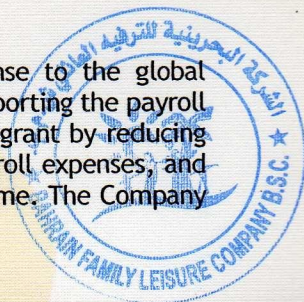 nse to the global
porting the payroll
grant by reducing
roll expenses, and
me. The Company
الشركة البحرينية للترفيه العائلي
BAHRAIN FAMILY LEISURE COMPANY B.S.C.